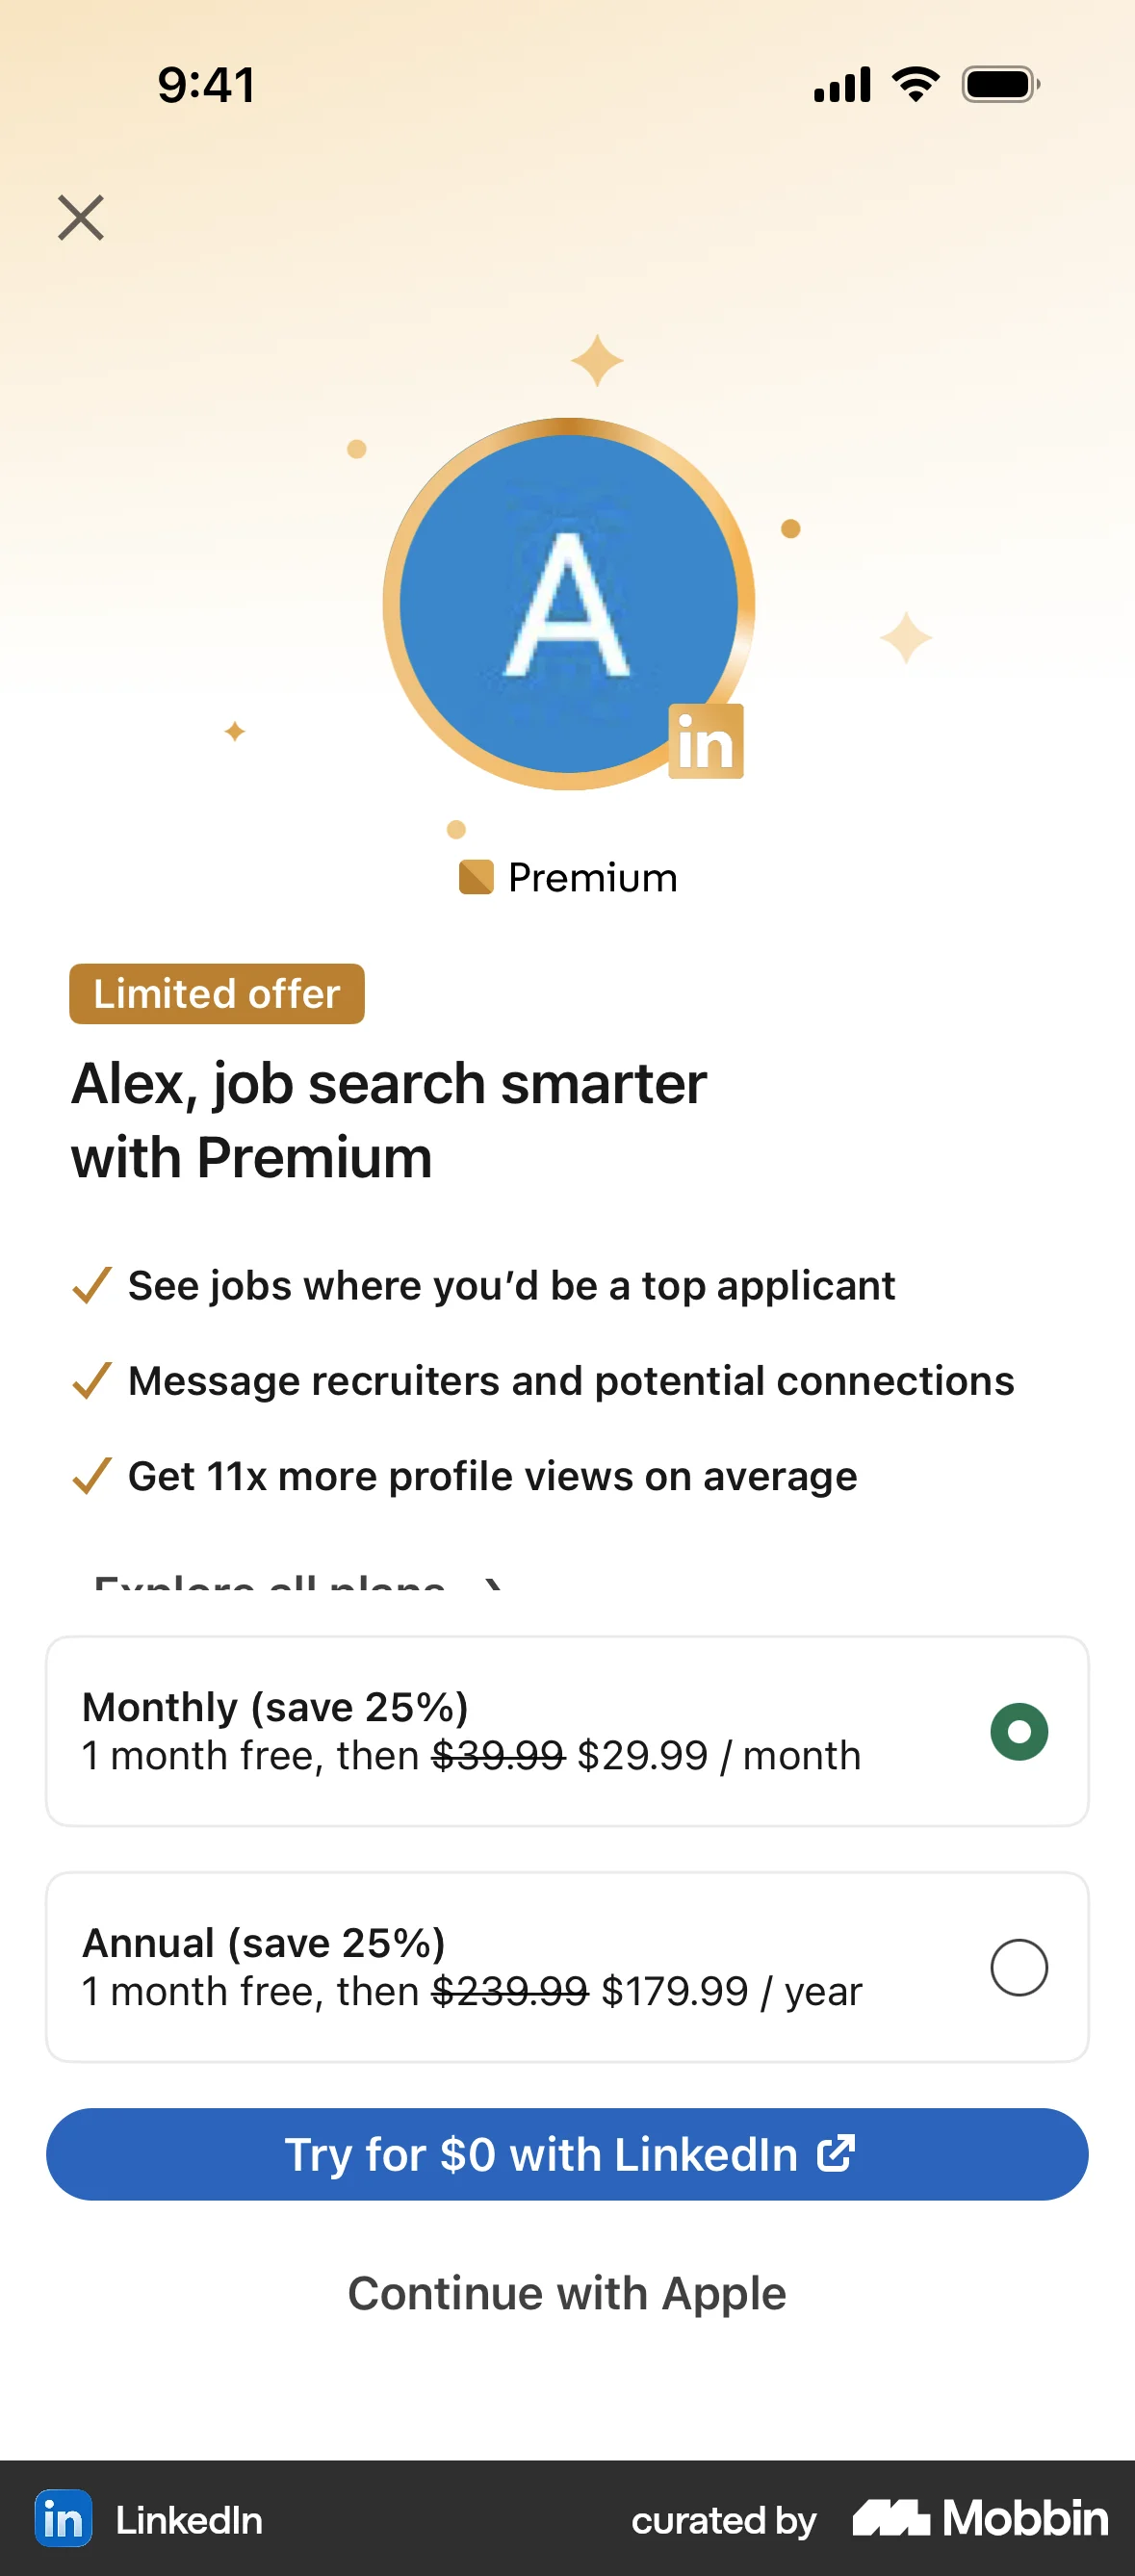 9:41
A
in
Premium
Limited offer
Alex, job search smarter
with Premium
See jobs where you’d be a top applicant
Message recruiters and potential connections
Get 11x more profile views on average
Explore all plans
Monthly (save 25%)
1 month free, then $39.99 $29.99 / month
Annual (save 25%)
1 month free, then $239.99 $179.99 / year
Try for $0 with LinkedIn
Continue with Apple
in LinkedIn curated by Mobbin